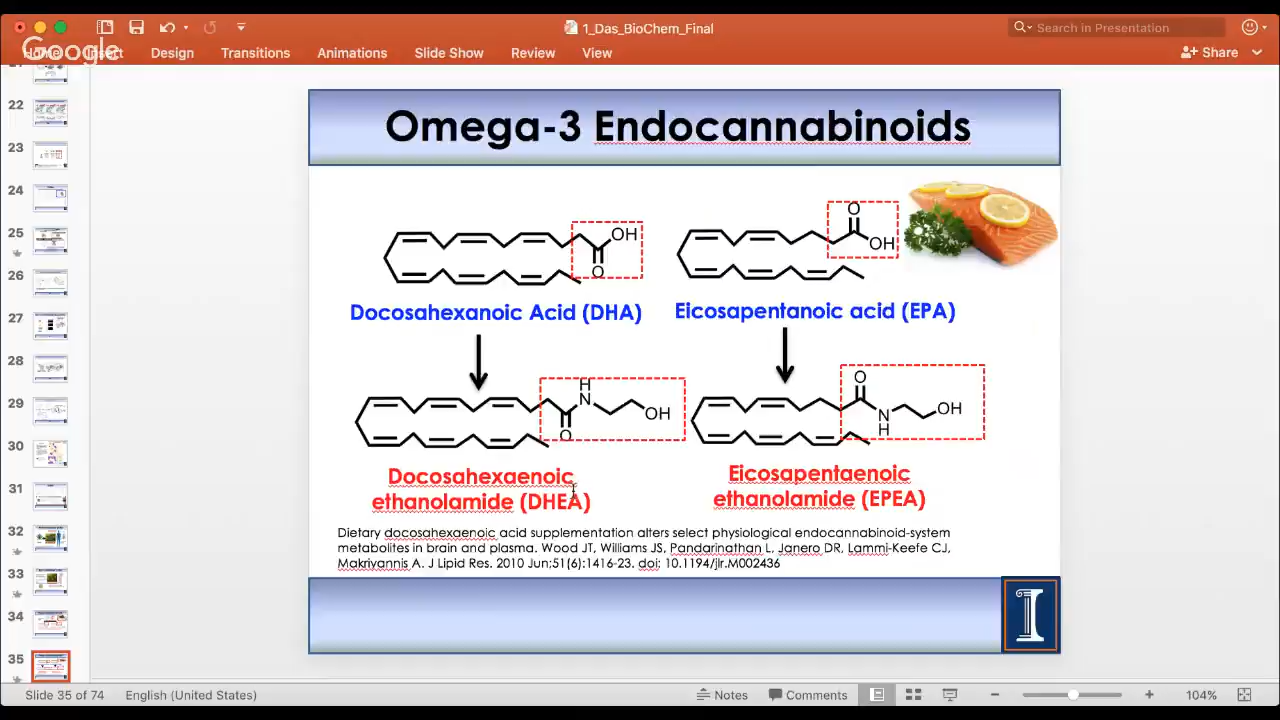 1_Das_BioChem_Final
Search in Presentation
Google
Home Insert Design Transitions Animations Slide Show Review View
Share
22
23
24
25
26
27
28
29
30
31
32
33
34
35
Omega-3 Endocannabinoids
OH
O
O
OH
Docosahexanoic Acid (DHA)
Eicosapentanoic acid (EPA)
H
N
OH
O
O
N
H
OH
Docosahexaenoic
ethanolamide (DHEA)
Eicosapentaenoic
ethanolamide (EPEA)
Dietary docosahexaenoic acid supplementation alters select physiological endocannabinoid-system
metabolites in brain and plasma. Wood JT, Williams JS, Pandarinathan L, Janero DR, Lammi-Keefe CJ,
Makriyannis A. J Lipid Res. 2010 Jun;51(6):1416-23. doi: 10.1194/jlr.M002436
I
Slide 35 of 74
English (United States)
Notes
Comments
104%